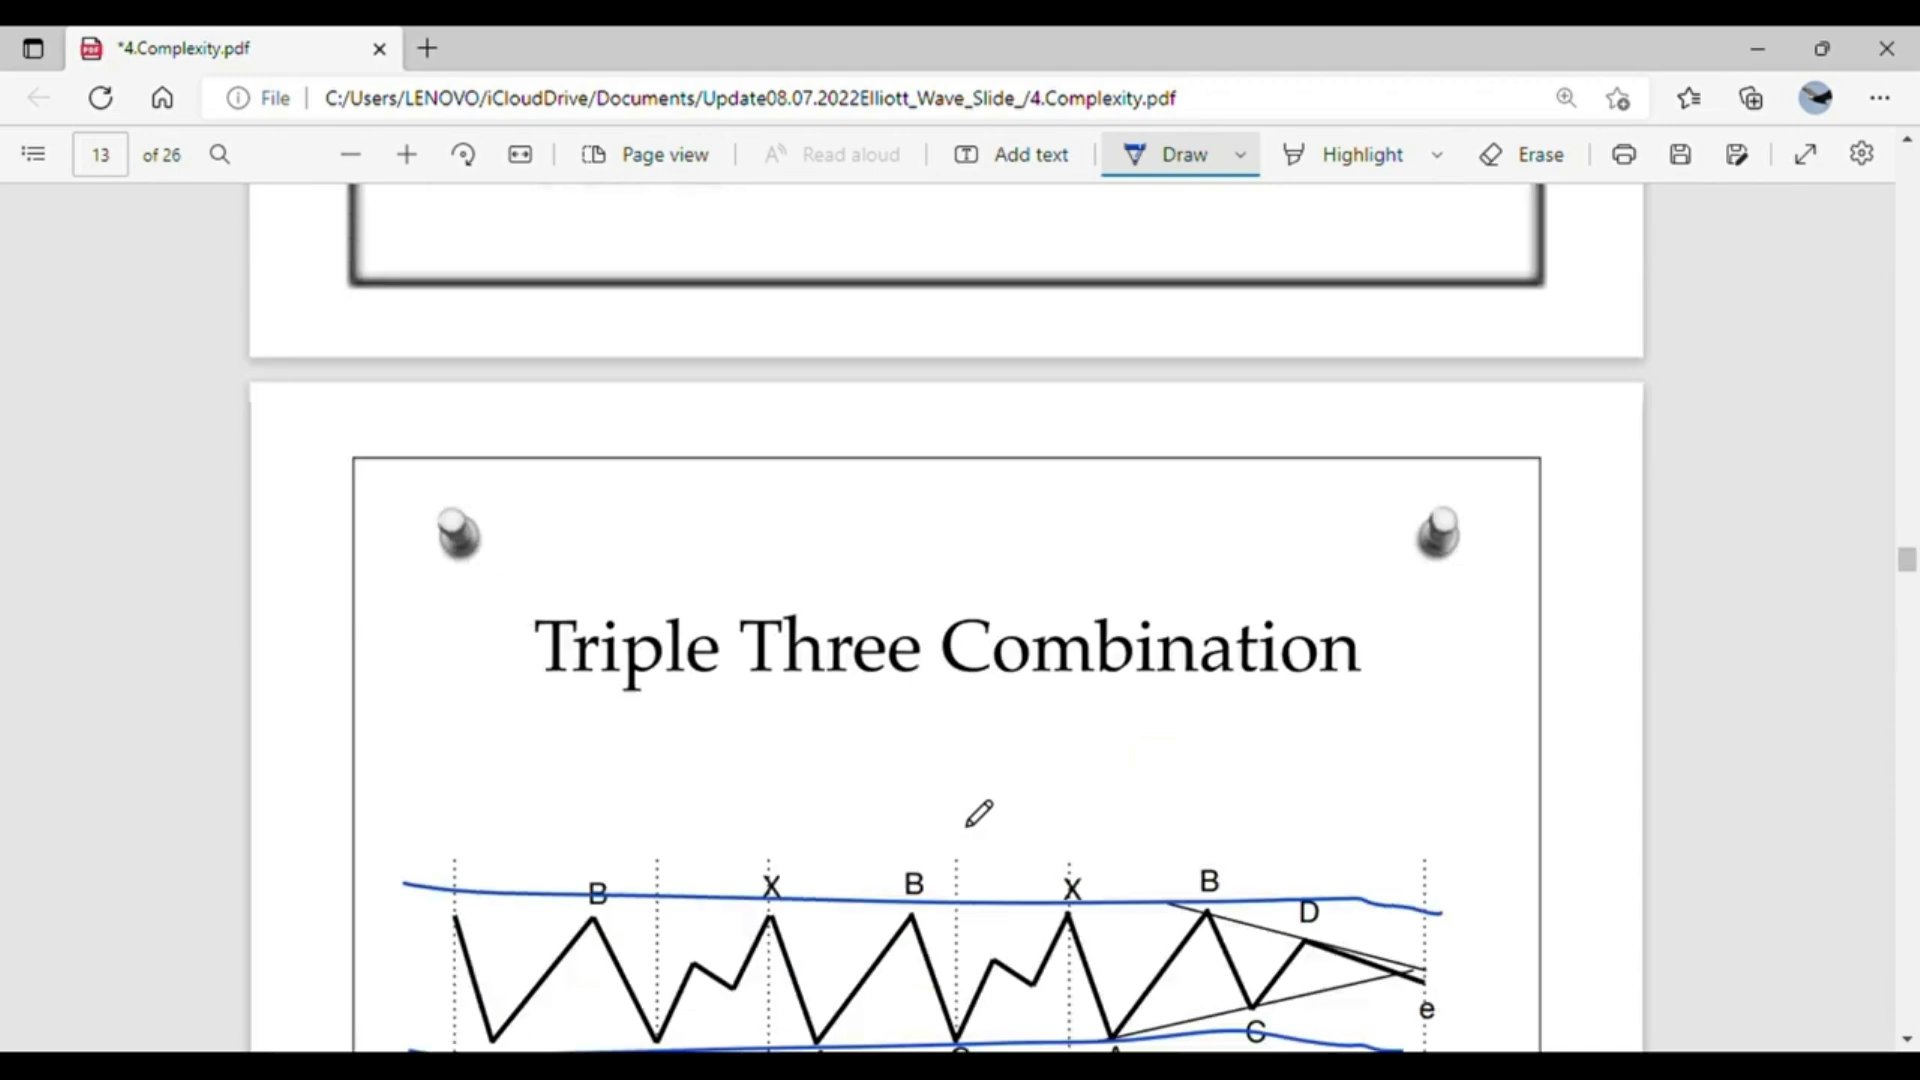 *4.Complexity.pdf
File
C:/Users/LENOVO/iCloudDrive/Documents/Update08.07.2022Elliott_Wave_Slide_/4.Complexity.pdf
13 of 26
Page view
Read aloud
Add text
Draw
Highlight
Erase
Triple Three Combination
B X B X B D
C e